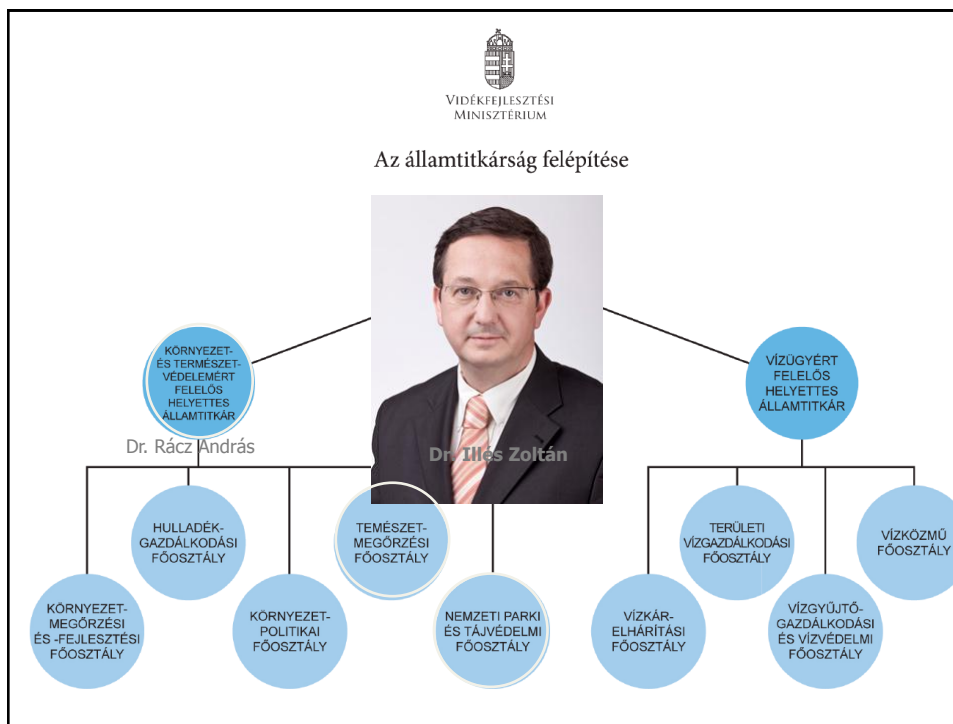 VIDÉKFEJLESZTÉSI
MINISZTÉRIUM
Az államtitkárság felépítése
KÖRNYEZET-
ÉS TERMÉSZET-
VÉDELEMÉRT
FELELŐS
HELYETTES
ÁLLAMTITKÁR
Dr. Rácz András
Dr. Illés Zoltán
VÍZÜGYÉRT
FELELŐS
HELYETTES
ÁLLAMTITKÁR
KÖRNYEZET-
MEGŐRZÉSI
ÉS -FEJLESZTÉSI
FŐOSZTÁLY
HULLADÉK-
GAZDÁLKODÁSI
FŐOSZTÁLY
KÖRNYEZET-
POLITIKAI
FŐOSZTÁLY
TEMÉSZET-
MEGŐRZÉSI
FŐOSZTÁLY
NEMZETI PARKI
ÉS TÁJVÉDELMI
FŐOSZTÁLY
VÍZKÁR-
ELHÁRÍTÁSI
FŐOSZTÁLY
TERÜLETI
VÍZGAZDÁLKODÁSI
FŐOSZTÁLY
VÍZGYŰJTŐ-
GAZDÁLKODÁSI
ÉS VÍZVÉDELMI
FŐOSZTÁLY
VÍZKÖZMŰ
FŐOSZTÁLY